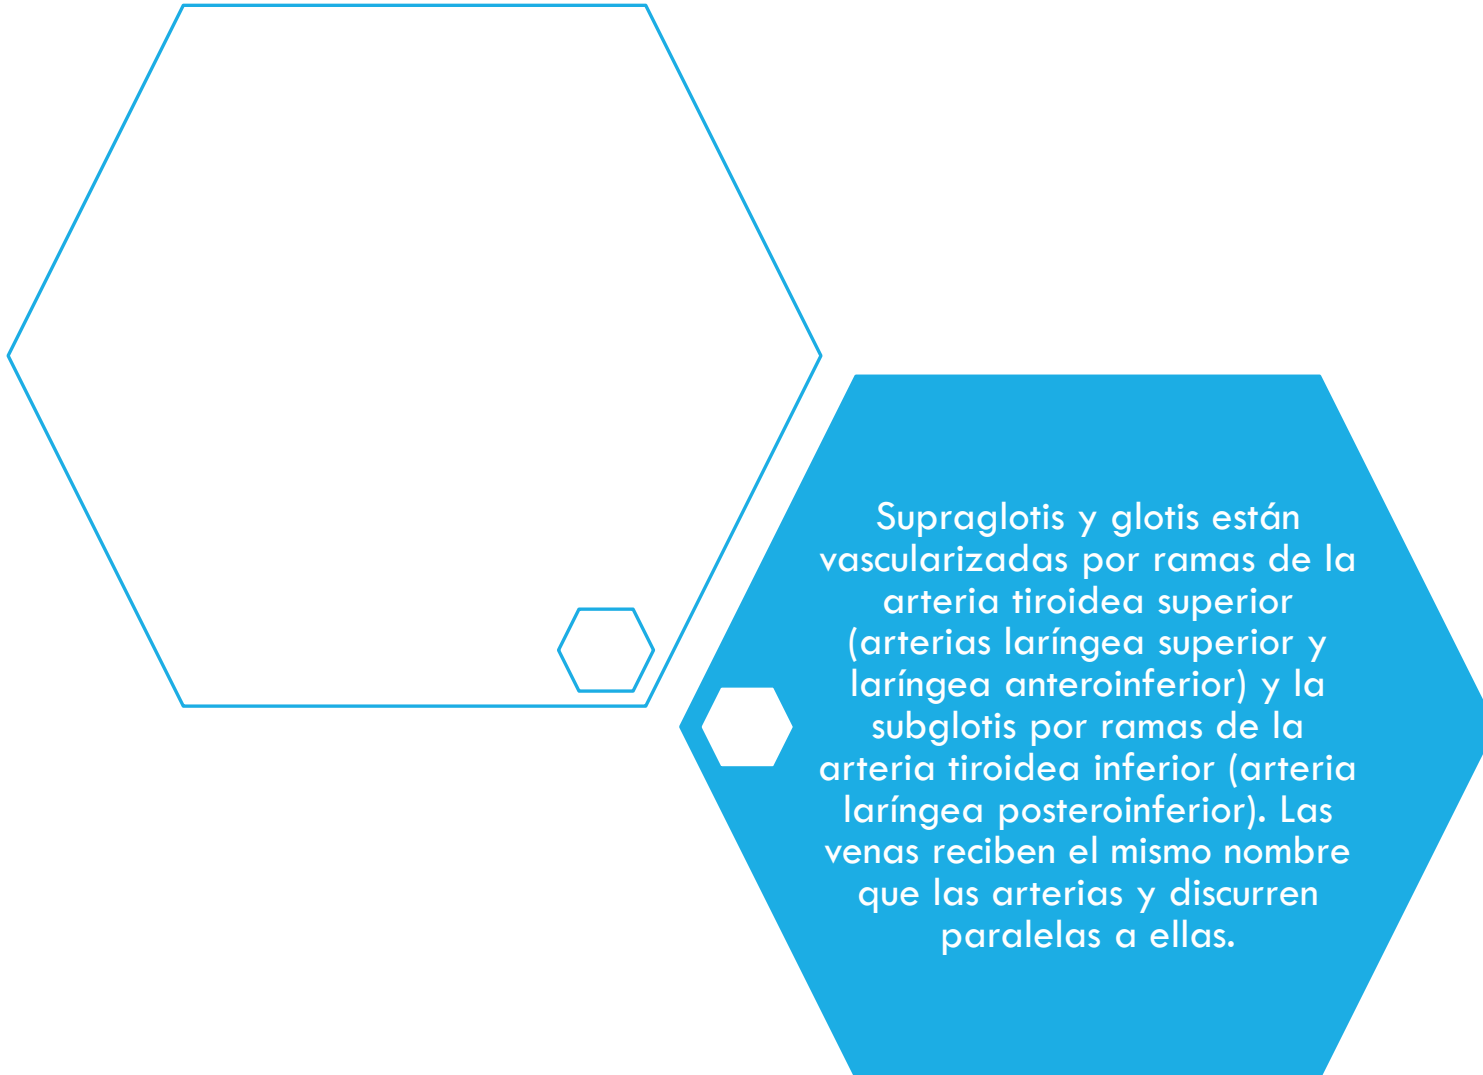 Supraglotis y glotis están
vascularizadas por ramas de la
arteria tiroidea superior
(arterias laríngea superior y
laríngea anteroinferior) y la
subglotis por ramas de la
arteria tiroidea inferior (arteria
laríngea posteroinferior). Las
venas reciben el mismo nombre
que las arterias y discurren
paralelas a ellas.